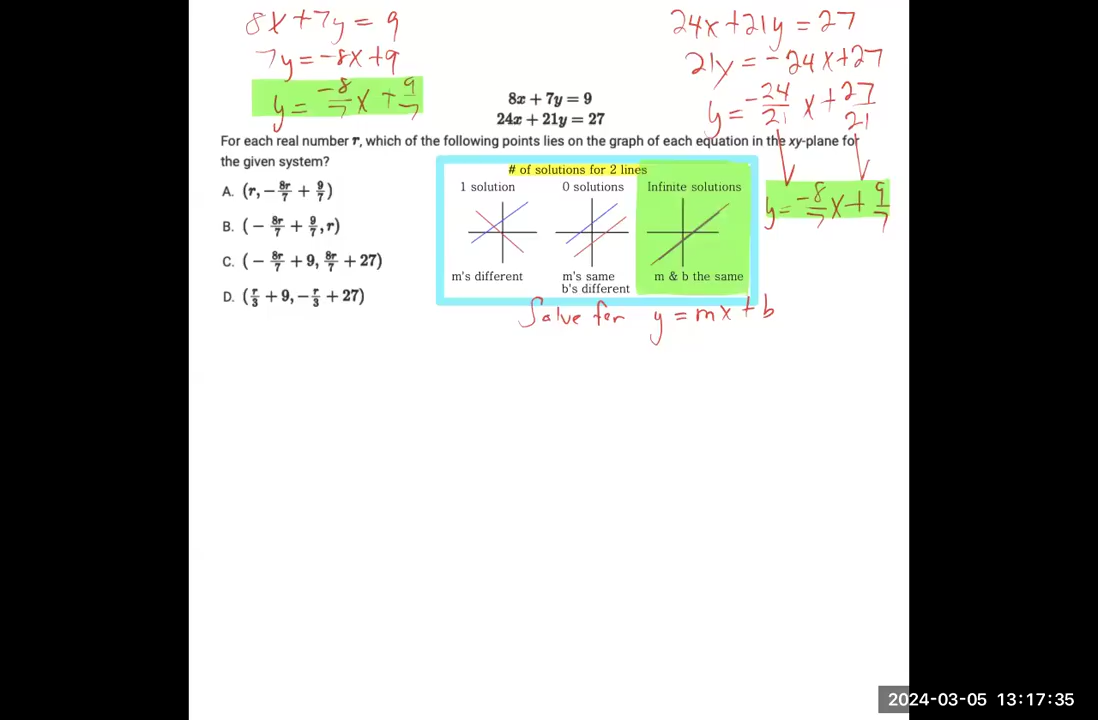 8x+7y = 9
7y = -8x+9
y = -8/7 x + 9/7
24x+21y = 27
21y = -24x+27
y = -24/21 x + 27/21
y = -8/7 x + 9/7
8x + 7y = 9
24x + 21y = 27
For each real number r, which of the following points lies on the graph of each equation in the xy-plane for
the given system?
A. (r, -8r/7 + 9/7)
B. (-8r/7 + 9/7, r)
C. (-8r/7 + 9, 8r/7 + 27)
D. (r/3 + 9, -r/3 + 27)
# of solutions for 2 lines
1 solution 0 solutions Infinite solutions
m's different m's same m & b the same
b's different
Solve for y = mx + b
2024-03-05 13:17:35